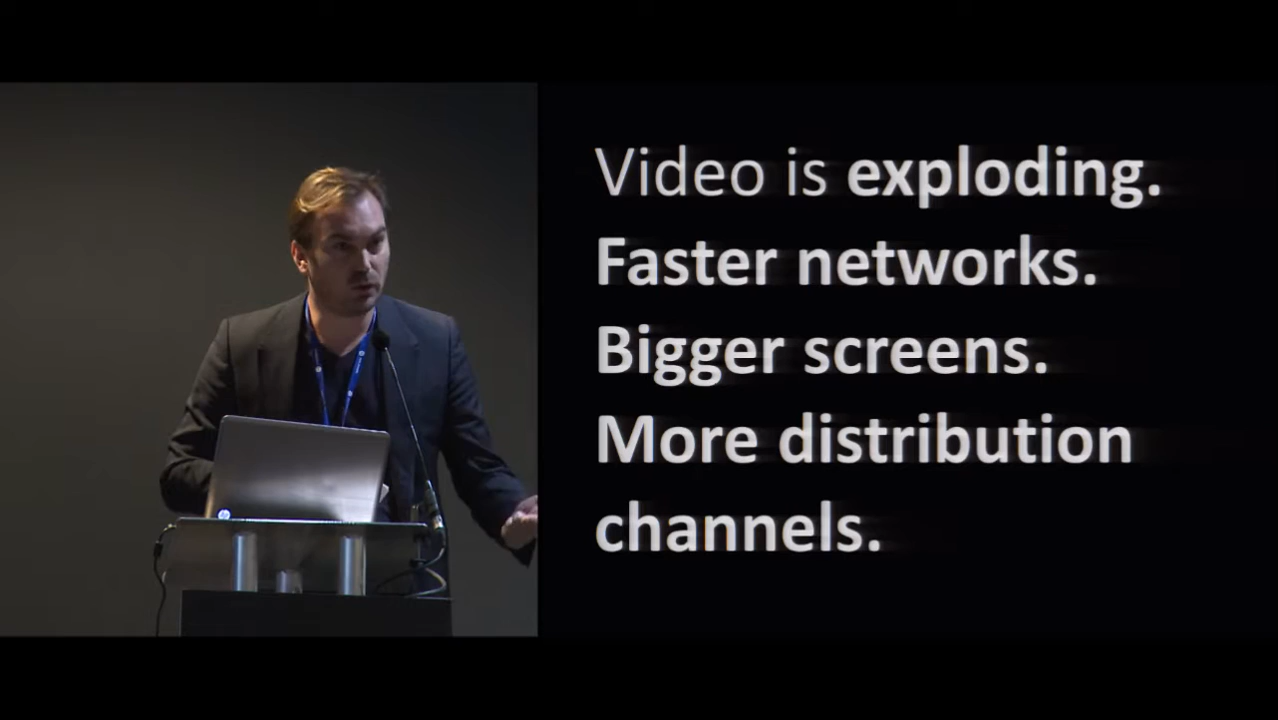 Video is exploding.
Faster networks.
Bigger screens.
More distribution
channels.